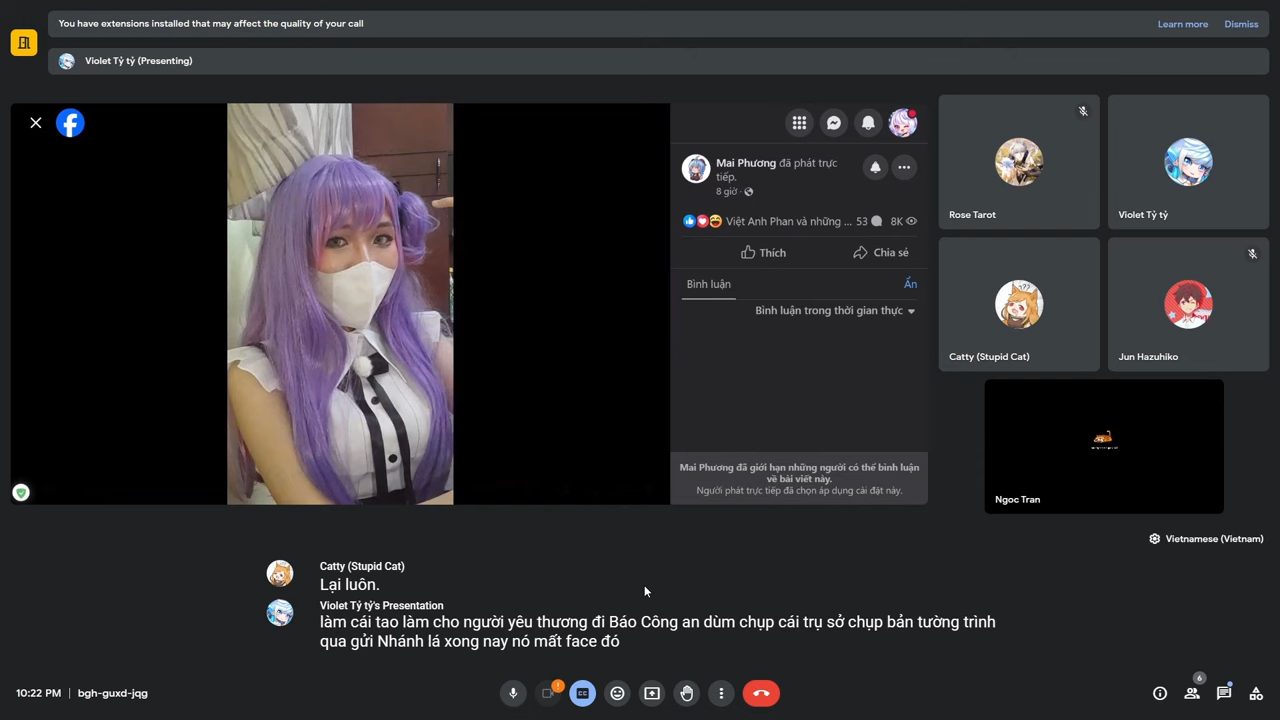 You have extensions installed that may affect the quality of your call
Learn more
Dismiss
Violet Tỷ tỷ (Presenting)
Mai Phương đã phát trực
tiếp.
8 giờ ·
Việt Anh Phan và những ... 53 8K
Thích
Chia sẻ
Bình luận
Ẩn
Bình luận trong thời gian thực
Mai Phương đã giới hạn những người có thể bình luận
về bài viết này.
Người phát trực tiếp đã chọn áp dụng cài đặt này.
Rose Tarot
Violet Tỷ tỷ
Catty (Stupid Cat)
Jun Hazuhiko
Ngoc Tran
Vietnamese (Vietnam)
Catty (Stupid Cat)
Lại luôn.
Violet Tỷ tỷ's Presentation
làm cái tao làm cho người yêu thương đi Báo Công an dùm chụp cái trụ sở chụp bản tường trình
qua gửi Nhánh lá xong nay nó mất face đó
10:22 PM | bgh-guxd-jqg
CC
6